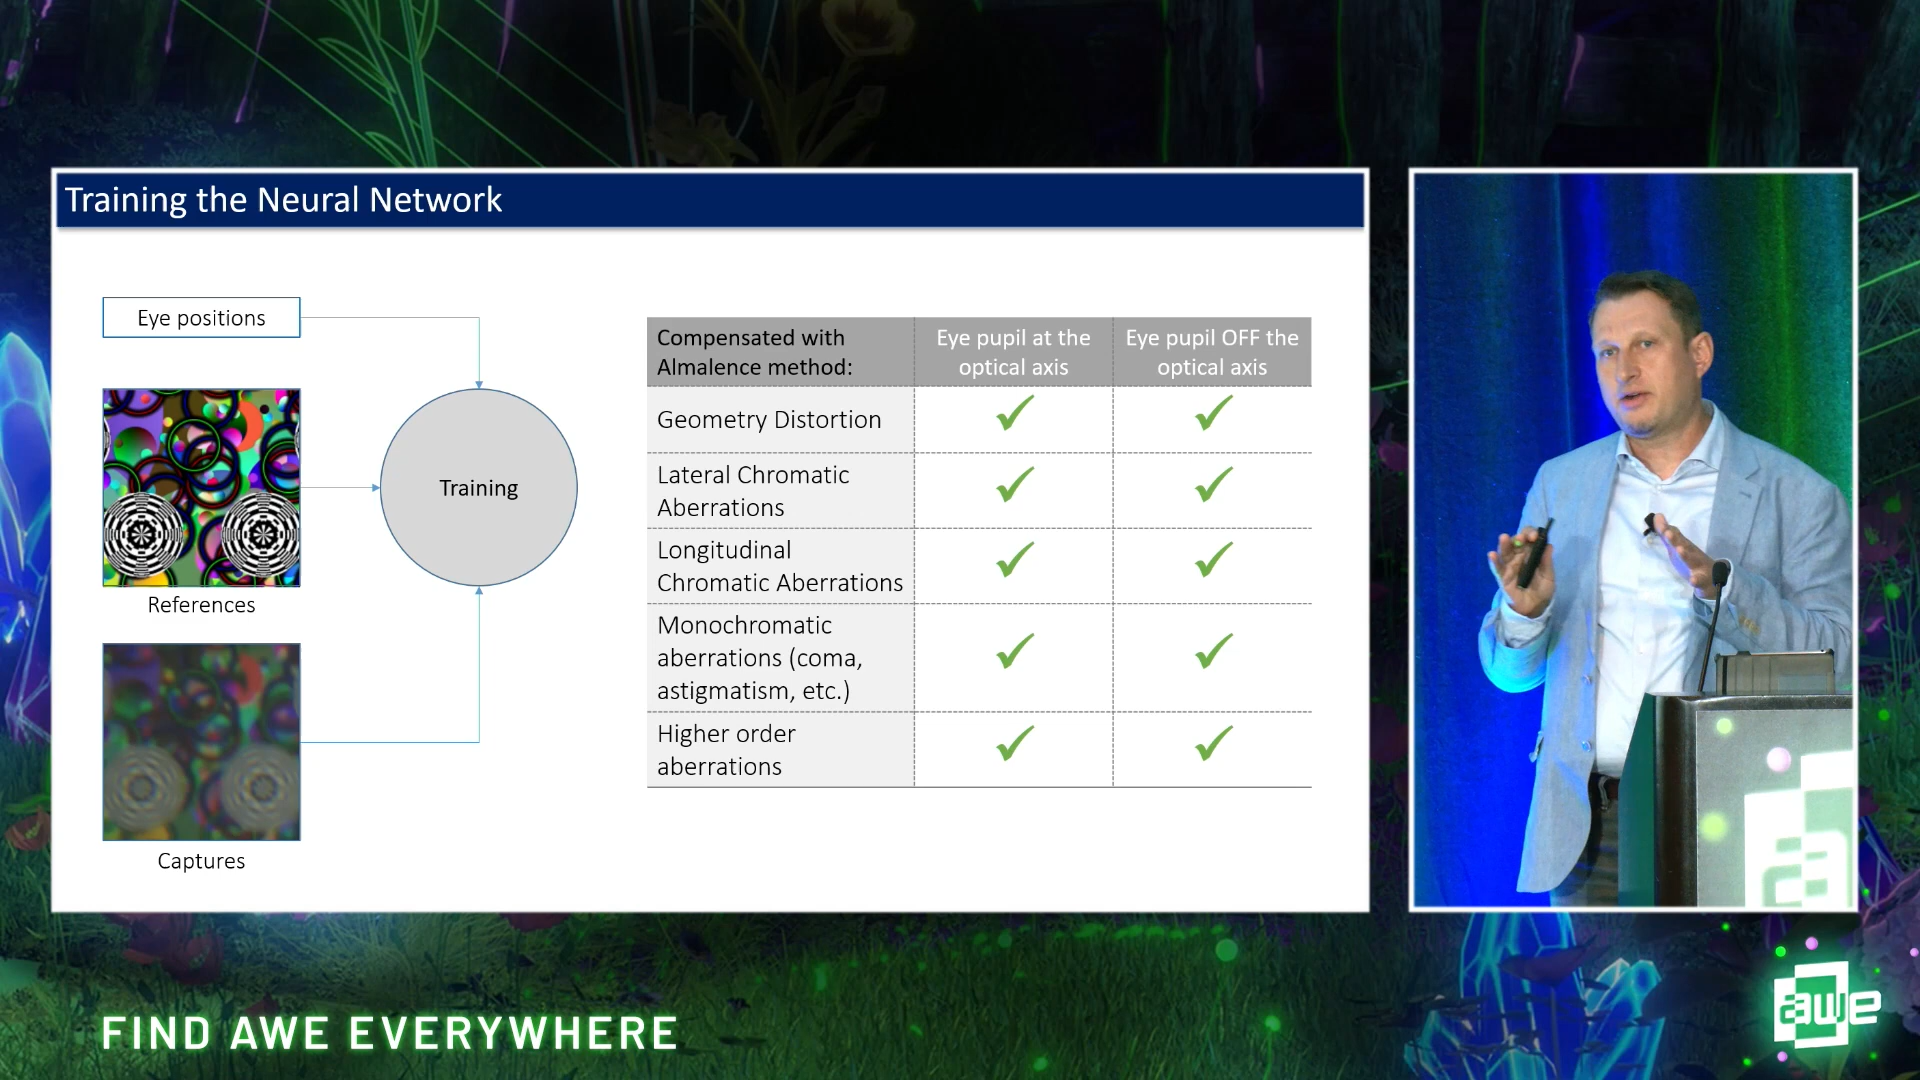 Training the Neural Network
Eye positions
References
Captures
Training
Compensated with
Almalence method:
Eye pupil at the
optical axis
Eye pupil OFF the
optical axis
Geometry Distortion
Lateral Chromatic
Aberrations
Longitudinal
Chromatic Aberrations
Monochromatic
aberrations (coma,
astigmatism, etc.)
Higher order
aberrations
FIND AWE EVERYWHERE
awe
a